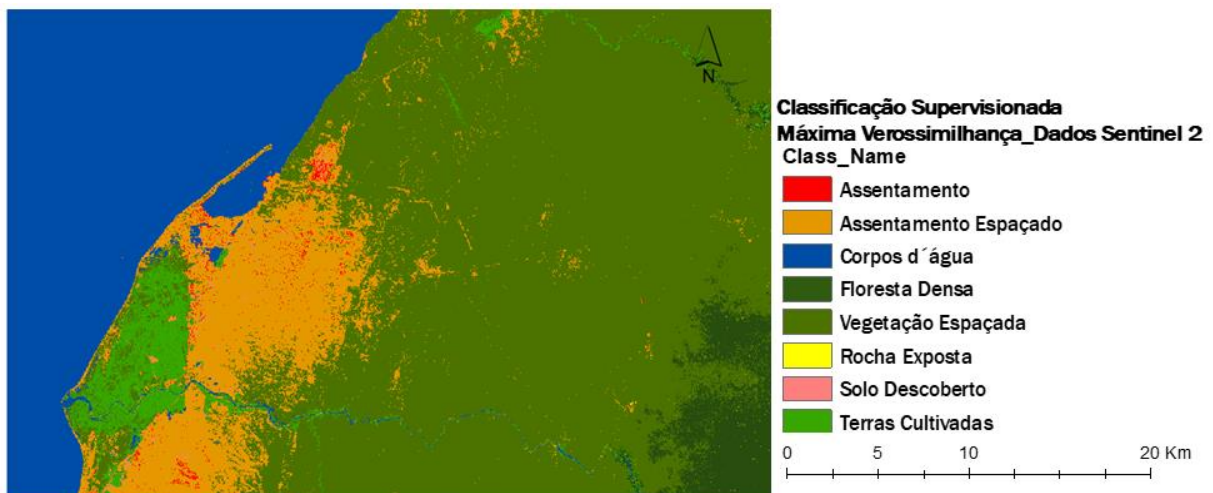 N
Classificação Supervisionada
Máxima Verossimilhança_Dados Sentinel 2
Class_Name
Assentamento
Assentamento Espaçado
Corpos d´água
Floresta Densa
Vegetação Espaçada
Rocha Exposta
Solo Descoberto
Terras Cultivadas
0 5 10 20 Km